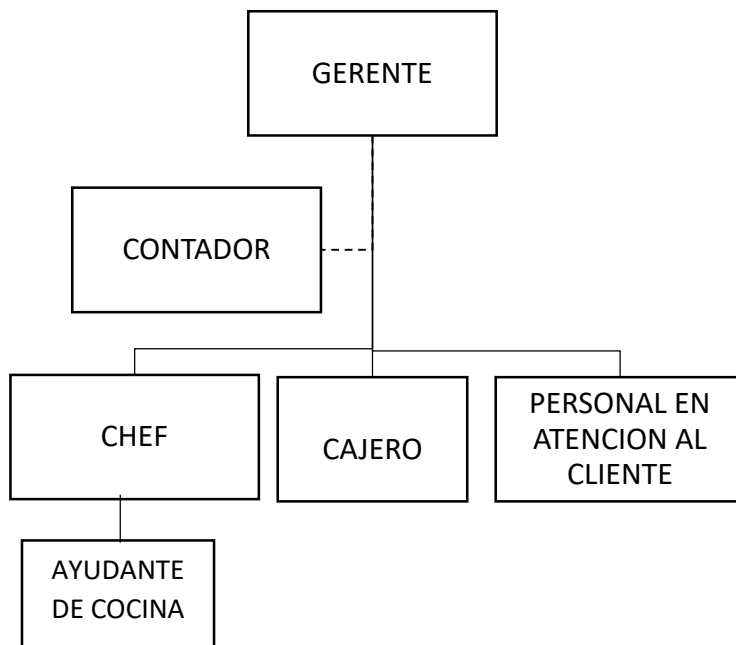 GERENTE
CONTADOR
CHEF
CAJERO
PERSONAL EN
ATENCION AL
CLIENTE
AYUDANTE
DE COCINA